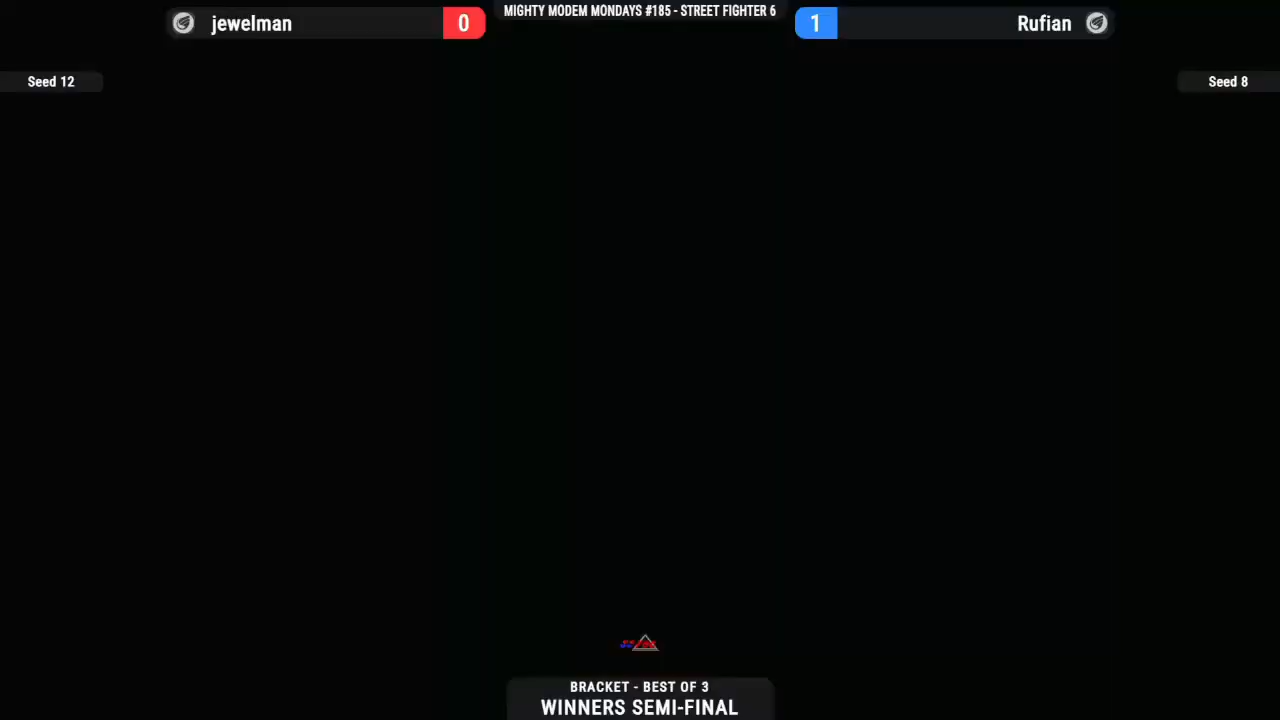 jewelman
0
MIGHTY MODEM MONDAYS #185 - STREET FIGHTER 6
1
Rufian
Seed 12
Seed 8
BRACKET - BEST OF 3
WINNERS SEMI-FINAL